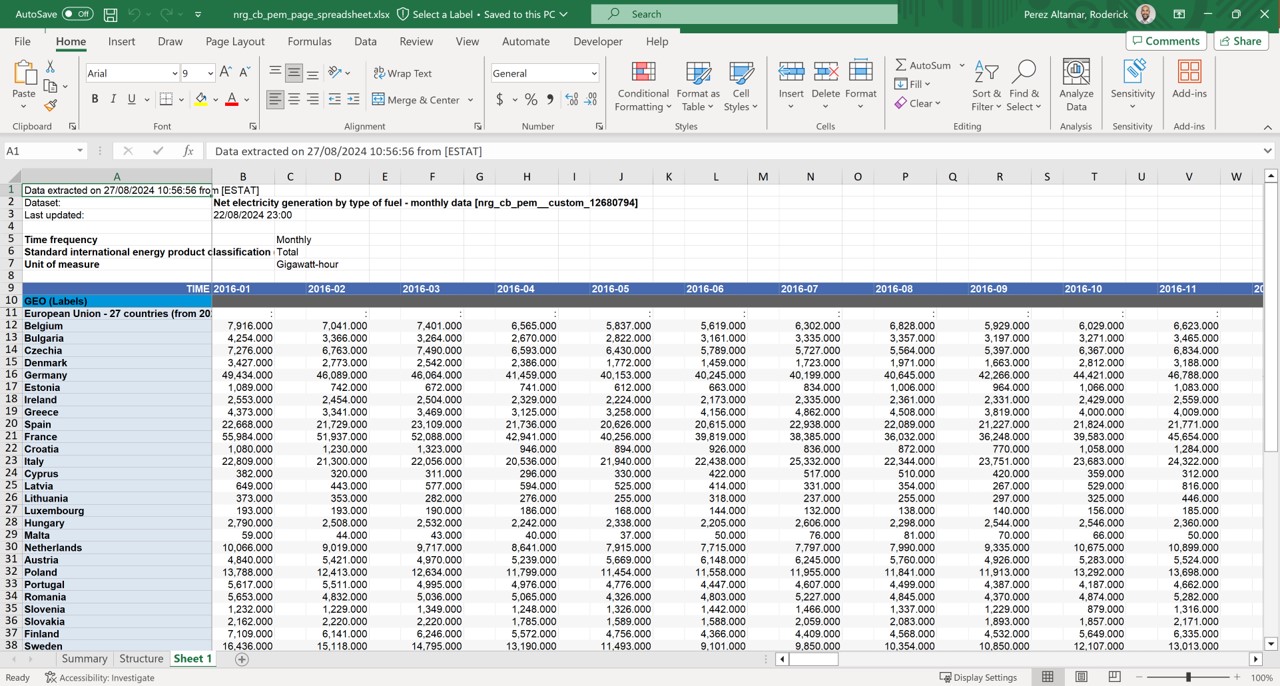 AutoSave Off nrg_cb_pem_page_spreadsheet.xlsx Select a Label • Saved to this PC Search Perez Altamar, Roderick
File Home Insert Draw Page Layout Formulas Data Review View Automate Developer Help Comments Share
Paste Arial 9 A A Wrap Text General Conditional Formatting Format as Table Cell Styles Insert Delete Format AutoSum Fill Clear Sort & Filter Find & Select Analyze Data Sensitivity Add-ins
B I U A Merge & Center $ % 9
Clipboard Font Alignment Number Styles Cells Editing Analysis Sensitivity Add-ins
A1 fx Data extracted on 27/08/2024 10:56:56 from [ESTAT]
A B C D E F G H I J K L M N O P Q R S T U V W
1 Data extracted on 27/08/2024 10:56:56 from [ESTAT]
2 Dataset: Net electricity generation by type of fuel - monthly data [nrg_cb_pem__custom_12680794]
3 Last updated: 22/08/2024 23:00
4
5 Time frequency Monthly
6 Standard international energy product classification Total
7 Unit of measure Gigawatt-hour
8
9 TIME 2016-01 2016-02 2016-03 2016-04 2016-05 2016-06 2016-07 2016-08 2016-09 2016-10 2016-11 20
10 GEO (Labels)
11 European Union - 27 countries (from 20 : : : : : : : : : : :
12 Belgium 7,916.000 7,041.000 7,401.000 6,565.000 5,837.000 5,619.000 6,302.000 6,828.000 5,929.000 6,029.000 6,623.000
13 Bulgaria 4,254.000 3,366.000 3,264.000 2,670.000 2,822.000 3,161.000 3,335.000 3,357.000 3,197.000 3,271.000 3,465.000
14 Czechia 7,276.000 6,763.000 7,490.000 6,593.000 6,430.000 5,789.000 5,727.000 5,564.000 5,397.000 6,367.000 6,834.000
15 Denmark 3,427.000 2,773.000 2,542.000 2,386.000 1,772.000 1,459.000 1,723.000 1,971.000 1,663.000 2,812.000 3,188.000
16 Germany 49,434.000 46,089.000 46,064.000 41,459.000 40,153.000 40,245.000 40,199.000 40,645.000 42,266.000 44,421.000 46,788.000
17 Estonia 1,089.000 742.000 672.000 741.000 612.000 663.000 834.000 1,006.000 964.000 1,066.000 1,083.000
18 Ireland 2,553.000 2,454.000 2,504.000 2,329.000 2,224.000 2,173.000 2,335.000 2,361.000 2,331.000 2,429.000 2,559.000
19 Greece 4,373.000 3,341.000 3,469.000 3,125.000 3,258.000 4,156.000 4,862.000 4,508.000 3,819.000 4,000.000 4,009.000
20 Spain 22,668.000 21,729.000 23,109.000 21,736.000 20,626.000 20,615.000 22,938.000 22,089.000 21,227.000 21,824.000 21,771.000
21 France 55,984.000 51,937.000 52,088.000 42,941.000 40,256.000 39,819.000 38,385.000 36,032.000 36,248.000 39,583.000 45,654.000
22 Croatia 1,080.000 1,230.000 1,323.000 946.000 894.000 926.000 836.000 872.000 770.000 1,058.000 1,284.000
23 Italy 22,809.000 21,300.000 22,056.000 20,536.000 21,940.000 22,438.000 25,332.000 22,344.000 23,751.000 23,683.000 24,322.000
24 Cyprus 382.000 320.000 311.000 296.000 330.000 422.000 517.000 510.000 420.000 359.000 312.000
25 Latvia 649.000 443.000 577.000 594.000 525.000 414.000 331.000 354.000 267.000 529.000 816.000
26 Lithuania 373.000 353.000 282.000 276.000 255.000 318.000 237.000 255.000 297.000 325.000 446.000
27 Luxembourg 193.000 193.000 190.000 186.000 168.000 144.000 132.000 138.000 140.000 156.000 185.000
28 Hungary 2,790.000 2,508.000 2,532.000 2,242.000 2,338.000 2,205.000 2,606.000 2,298.000 2,544.000 2,546.000 2,360.000
29 Malta 59.000 44.000 43.000 40.000 37.000 50.000 76.000 81.000 70.000 66.000 50.000
30 Netherlands 10,066.000 9,019.000 9,717.000 8,641.000 7,915.000 7,715.000 7,797.000 7,990.000 9,335.000 10,675.000 10,899.000
31 Austria 4,840.000 5,421.000 4,970.000 5,239.000 5,669.000 6,148.000 6,245.000 5,760.000 4,926.000 5,283.000 5,524.000
32 Poland 13,788.000 12,413.000 12,634.000 11,799.000 11,454.000 11,558.000 11,955.000 11,841.000 11,913.000 13,292.000 13,698.000
33 Portugal 5,617.000 5,511.000 4,995.000 4,976.000 4,776.000 4,447.000 4,607.000 4,499.000 4,387.000 4,187.000 4,662.000
34 Romania 5,653.000 4,832.000 5,036.000 5,065.000 4,326.000 4,803.000 5,227.000 4,845.000 4,370.000 4,874.000 5,282.000
35 Slovenia 1,232.000 1,229.000 1,349.000 1,248.000 1,326.000 1,442.000 1,466.000 1,337.000 1,229.000 879.000 1,316.000
36 Slovakia 2,162.000 2,220.000 2,220.000 1,785.000 1,589.000 1,588.000 2,059.000 2,083.000 1,893.000 1,857.000 2,171.000
37 Finland 7,109.000 6,141.000 6,246.000 5,572.000 4,756.000 4,366.000 4,409.000 4,568.000 4,532.000 5,649.000 6,335.000
38 Sweden 16,436.000 15,118.000 14,795.000 13,190.000 11,493.000 9,101.000 9,850.000 10,354.000 10,850.000 12,107.000 13,013.000
Summary Structure Sheet 1
Ready Accessibility: Investigate Display Settings 100%